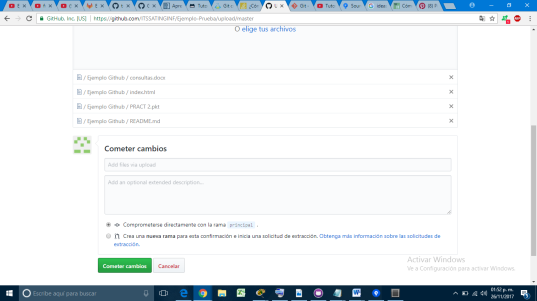 GitHub, Inc. [US] | https://github.com/ITSSATINGINF/Ejemplo-Prueba/upload/master
O elige tus archivos
/ Ejemplo Github / consultas.docx
/ Ejemplo Github / index.html
/ Ejemplo Github / PRACT 2.pkt
/ Ejemplo Github / README.md
Cometer cambios
Add files via upload
Add an optional extended description...
Comprometerse directamente con la rama principal .
Crea una nueva rama para esta confirmación e inicia una solicitud de extracción. Obtenga más información sobre las solicitudes de
extracción.
Cometer cambios Cancelar
Activar Windows
Ve a Configuración para activar Windows.
Escribe aquí para buscar
01:52 p. m.
26/11/2017